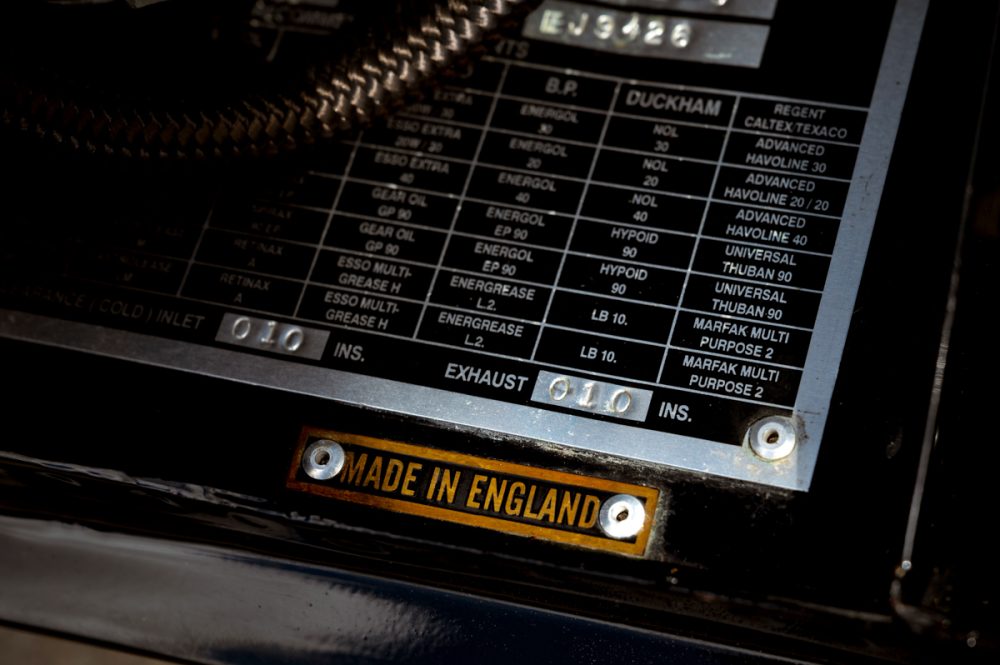 B.P. DUCKHAM REGENT
CALTEX/TEXACO
ENERGOL NOL ADVANCED
30 30 HAVOLINE 30
ESSO EXTRA ENERGOL NOL ADVANCED
20W/30 20 20 HAVOLINE 20/20
ESSO EXTRA ENERGOL NOL ADVANCED
40 40 40 HAVOLINE 40
GEAR OIL ENERGOL HYPOID UNIVERSAL
GP 90 EP 90 90 THUBAN 90
GEAR OIL ENERGOL HYPOID UNIVERSAL
GP 90 EP 90 90 THUBAN 90
RETINAX ESSO MULTI- ENERGREASE LB 10. MARFAK MULTI
A GREASE H L.2. PURPOSE 2
RETINAX ESSO MULTI- ENERGREASE LB 10. MARFAK MULTI
A GREASE H L.2. PURPOSE 2
(COLD) INLET 010 INS. EXHAUST 010 INS.
MADE IN ENGLAND